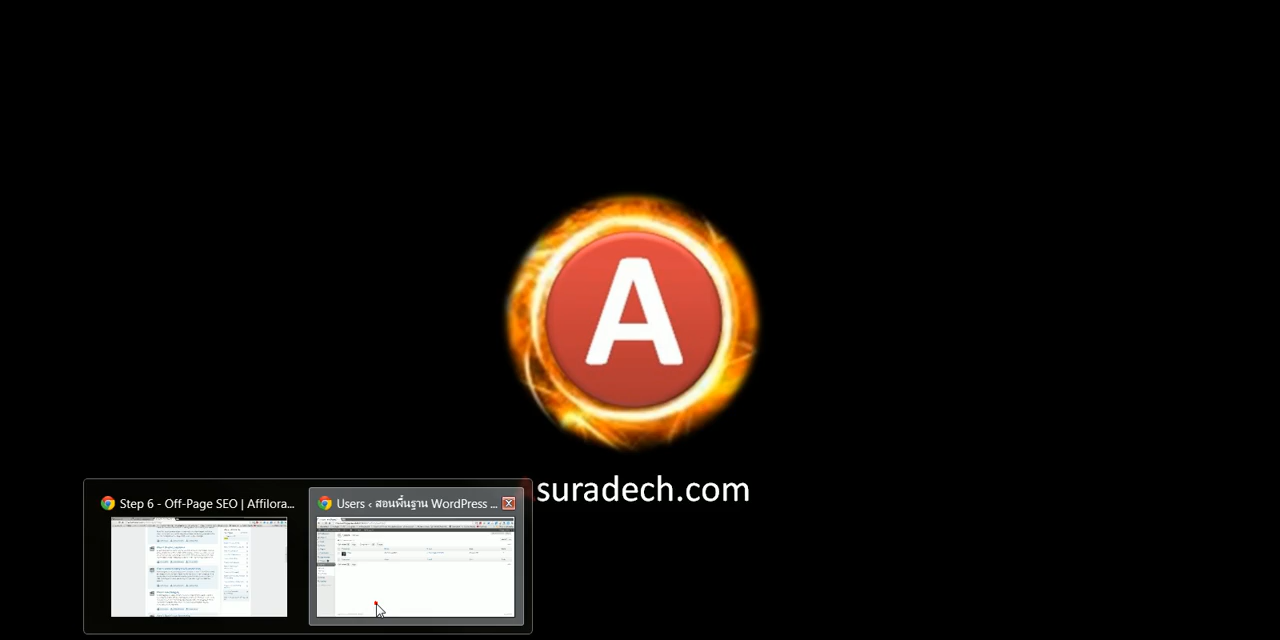 A
suradech.com
Step 6 - Off-Page SEO | Affilora...
Users ‹ สอนพื้นฐาน WordPress ...